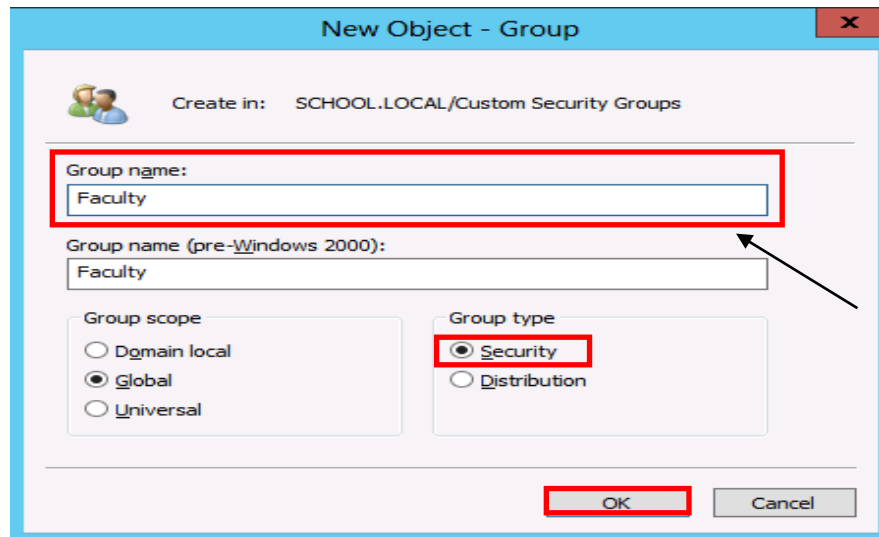 New Object - Group
x
Create in: SCHOOL.LOCAL/Custom Security Groups
Group name:
Faculty
Group name (pre-Windows 2000):
Faculty
Group scope
Domain local
Global
Universal
Group type
Security
Distribution
OK
Cancel